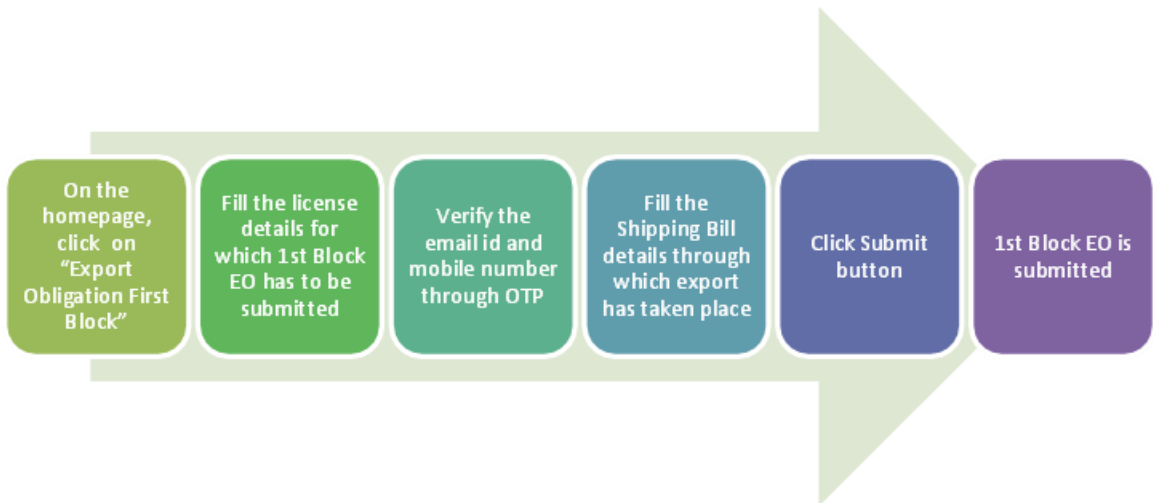 On the
homepage,
click on
“Export
Obligation First
Block”
Fill the license
details for
which 1st Block
EO has to be
submitted
Verify the
email id and
mobile number
through OTP
Fill the
Shipping Bill
details through
which export
has taken place
Click Submit
button
1st Block EO is
submitted